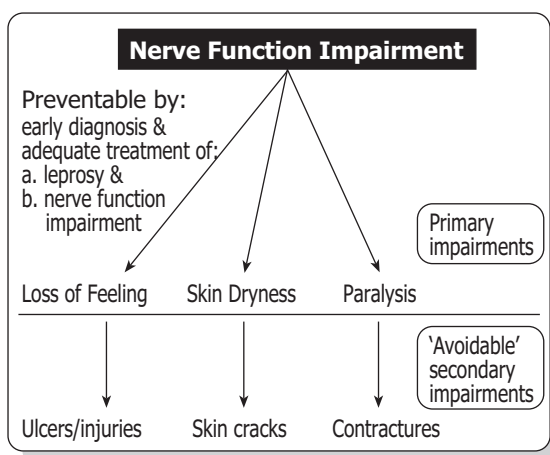 Nerve Function Impairment
Preventable by:
early diagnosis &
adequate treatment of:
a. leprosy &
b. nerve function
impairment
Primary
impairments
Loss of Feeling Skin Dryness Paralysis
‘Avoidable’
secondary
impairments
Ulcers/injuries Skin cracks Contractures